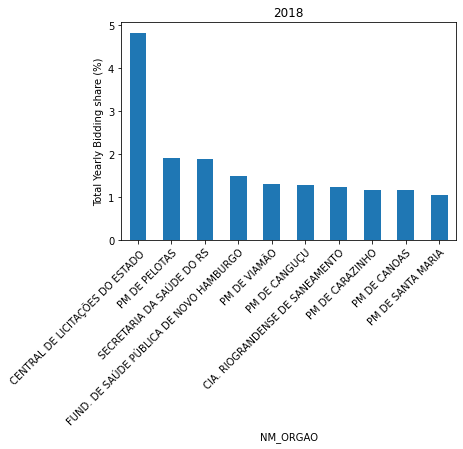 2018
Total Yearly Bidding share (%)
5
4
3
2
1
0
CENTRAL DE LICITAÇÕES DO ESTADO
PM DE PELOTAS
SECRETARIA DA SAÚDE DO RS
FUND. DE SAÚDE PÚBLICA DE NOVO HAMBURGO
PM DE VIAMÃO
PM DE CANGUÇU
CIA. RIOGRANDENSE DE SANEAMENTO
PM DE CARAZINHO
PM DE CANOAS
PM DE SANTA MARIA
NM_ORGAO